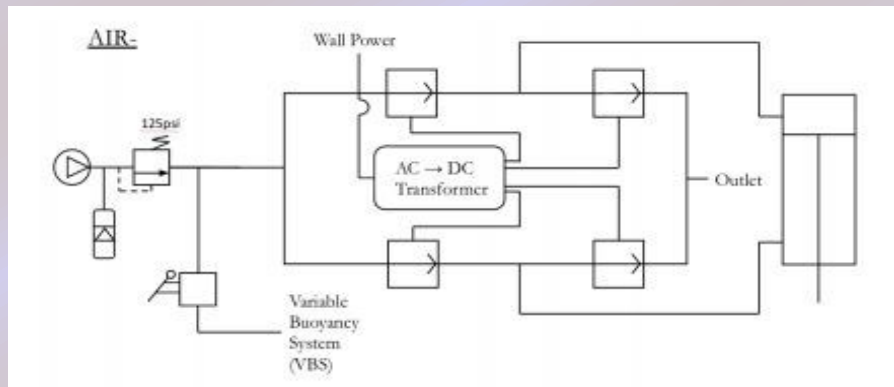 AIR-
Wall Power
125psi
AC → DC
Transformer
Outlet
Variable
Buoyancy
System
(VBS)